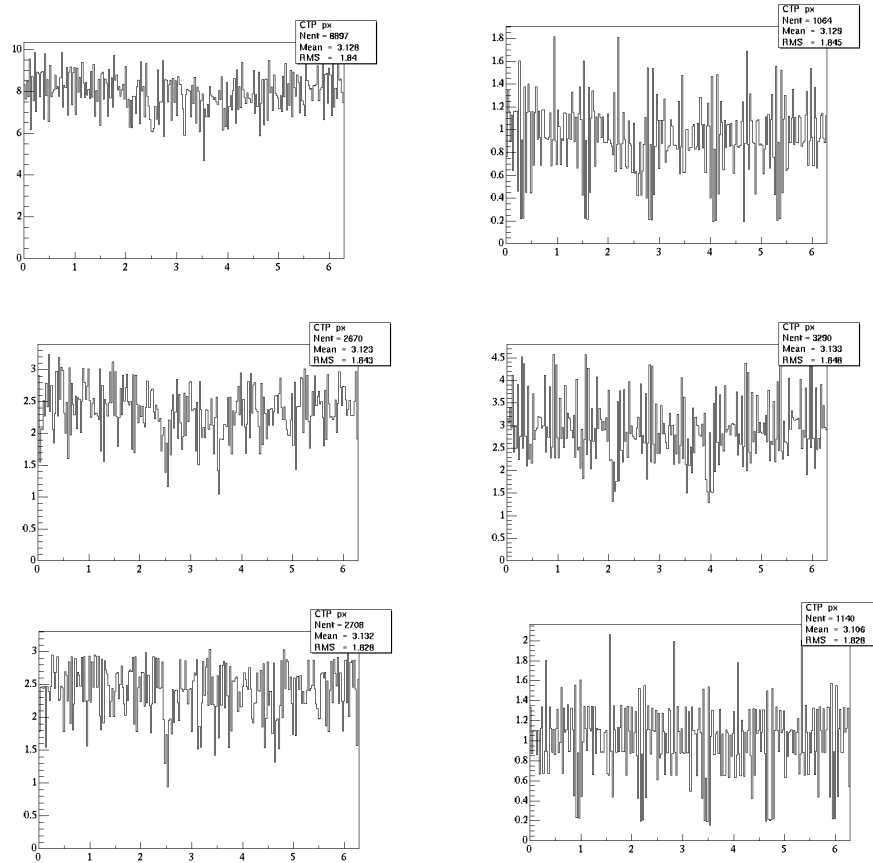 CTP px
Nent = 8897
Mean = 3.128
RMS = 1.84
10
8
6
4
2
0
0 1 2 3 4 5 6
CTP px
Nent = 1064
Mean = 3.129
RMS = 1.845
1.8
1.6
1.4
1.2
1
0.8
0.6
0.4
0.2
0
0 1 2 3 4 5 6
CTP px
Nent = 2670
Mean = 3.123
RMS = 1.843
3
2.5
2
1.5
1
0.5
0
0 1 2 3 4 5 6
CTP px
Nent = 3290
Mean = 3.133
RMS = 1.848
4.5
4
3.5
3
2.5
2
1.5
1
0.5
0
0 1 2 3 4 5 6
CTP px
Nent = 2708
Mean = 3.132
RMS = 1.828
3
2.5
2
1.5
1
0.5
0
0 1 2 3 4 5 6
CTP px
Nent = 1140
Mean = 3.106
RMS = 1.828
2
1.8
1.6
1.4
1.2
1
0.8
0.6
0.4
0.2
0
0 1 2 3 4 5 6